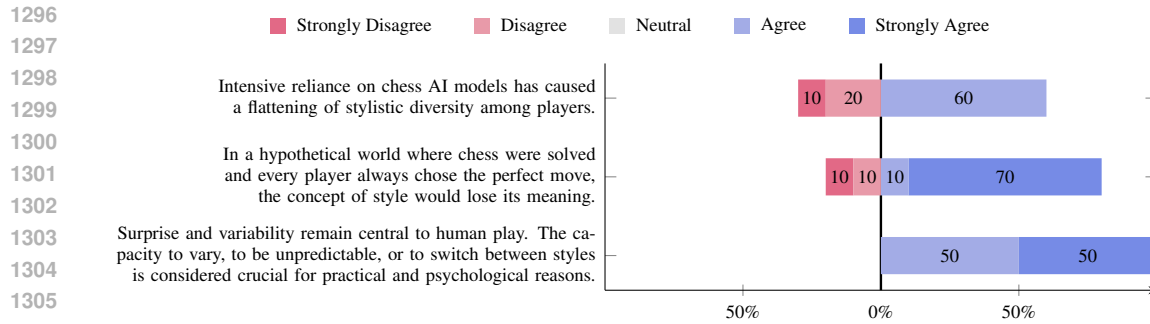 1296
Strongly Disagree Disagree Neutral Agree Strongly Agree
1297
1298
Intensive reliance on chess AI models has caused
a flattening of stylistic diversity among players.
10 20 60
1299
1300
In a hypothetical world where chess were solved
1301
and every player always chose the perfect move,
10 10 10 70
the concept of style would lose its meaning.
1302
1303
Surprise and variability remain central to human play. The ca-
pacity to vary, to be unpredictable, or to switch between styles
50 50
1304
is considered crucial for practical and psychological reasons.
1305
50% 0% 50%